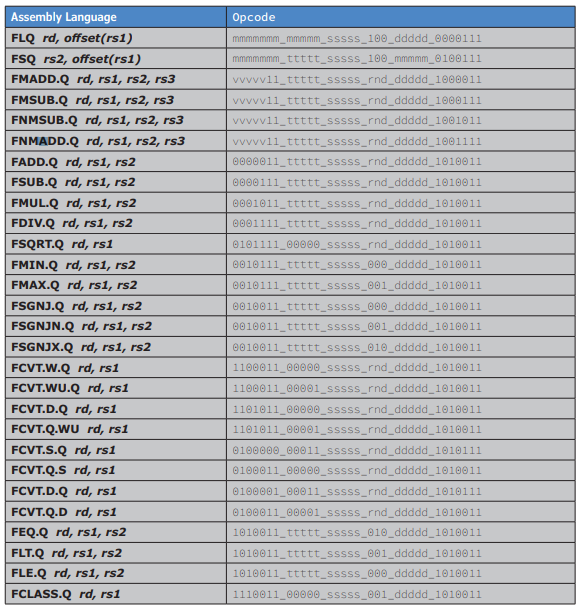 Assembly Language Opcode
FLQ rd, offset(rs1) mmmmmmm_mmmmm_sssss_100_ddddd_0000111
FSQ rs2, offset(rs1) mmmmmmm_ttttt_sssss_100_mmmmm_0100111
FMADD.Q rd, rs1, rs2, rs3 vvvvv11_ttttt_sssss_rnd_ddddd_1000011
FMSUB.Q rd, rs1, rs2, rs3 vvvvv11_ttttt_sssss_rnd_ddddd_1000111
FNMSUB.Q rd, rs1, rs2, rs3 vvvvv11_ttttt_sssss_rnd_ddddd_1001011
FNMADD.Q rd, rs1, rs2, rs3 vvvvv11_ttttt_sssss_rnd_ddddd_1001111
FADD.Q rd, rs1, rs2 0000011_ttttt_sssss_rnd_ddddd_1010011
FSUB.Q rd, rs1, rs2 0000111_ttttt_sssss_rnd_ddddd_1010011
FMUL.Q rd, rs1, rs2 0001011_ttttt_sssss_rnd_ddddd_1010011
FDIV.Q rd, rs1, rs2 0001111_ttttt_sssss_rnd_ddddd_1010011
FSQRT.Q rd, rs1 0101111_00000_sssss_rnd_ddddd_1010011
FMIN.Q rd, rs1, rs2 0010111_ttttt_sssss_000_ddddd_1010011
FMAX.Q rd, rs1, rs2 0010111_ttttt_sssss_001_ddddd_1010011
FSGNJ.Q rd, rs1, rs2 0010011_ttttt_sssss_000_ddddd_1010011
FSGNJN.Q rd, rs1, rs2 0010011_ttttt_sssss_001_ddddd_1010011
FSGNJX.Q rd, rs1, rs2 0010011_ttttt_sssss_010_ddddd_1010011
FCVT.W.Q rd, rs1 1100011_00000_sssss_rnd_ddddd_1010011
FCVT.WU.Q rd, rs1 1100011_00001_sssss_rnd_ddddd_1010011
FCVT.D.Q rd, rs1 1101011_00000_sssss_rnd_ddddd_1010011
FCVT.Q.WU rd, rs1 1101011_00001_sssss_rnd_ddddd_1010011
FCVT.S.Q rd, rs1 0100000_00011_sssss_rnd_ddddd_1010111
FCVT.Q.S rd, rs1 0100011_00000_sssss_rnd_ddddd_1010011
FCVT.D.Q rd, rs1 0100001_00011_sssss_rnd_ddddd_1010111
FCVT.Q.D rd, rs1 0100011_00001_sssss_rnd_ddddd_1010011
FEQ.Q rd, rs1, rs2 1010011_ttttt_sssss_010_ddddd_1010011
FLT.Q rd, rs1, rs2 1010011_ttttt_sssss_001_ddddd_1010011
FLE.Q rd, rs1, rs2 1010011_ttttt_sssss_000_ddddd_1010011
FCLASS.Q rd, rs1 1110011_00000_sssss_001_ddddd_1010011